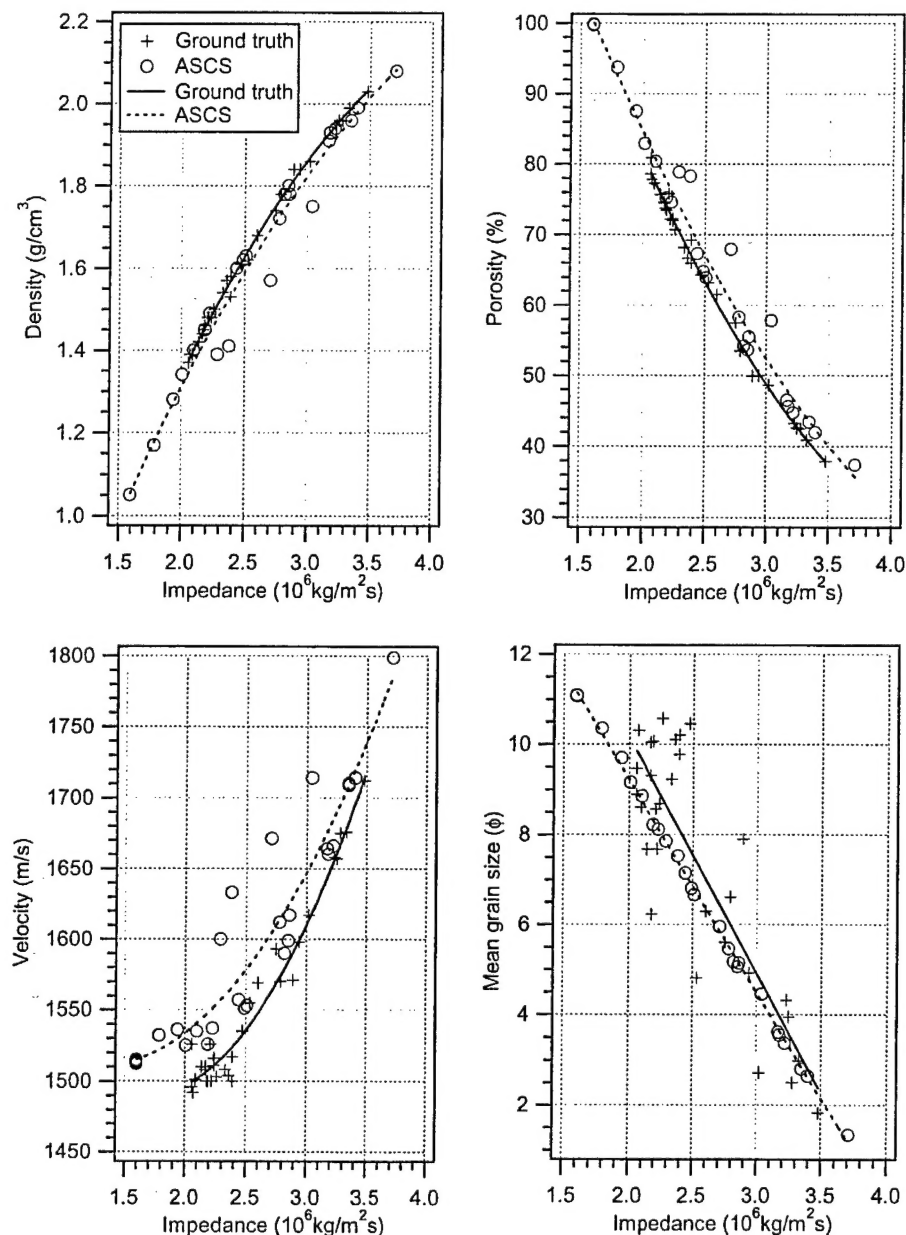 2.2
2.0
1.8
1.6
1.4
1.2
1.0
Density (g/cm³)
Ground truth
ASCS
Ground truth
ASCS
1.5 2.0 2.5 3.0 3.5 4.0
Impedance (10⁶kg/m²s)
100
90
80
70
60
50
40
30
Porosity (%)
1.5 2.0 2.5 3.0 3.5 4.0
Impedance (10⁶kg/m²s)
1800
1750
1700
1650
1600
1550
1500
1450
Velocity (m/s)
1.5 2.0 2.5 3.0 3.5 4.0
Impedance (10⁶kg/m²s)
12
10
8
6
4
2
Mean grain size (ϕ)
1.5 2.0 2.5 3.0 3.5 4.0
Impedance (10⁶kg/m²s)